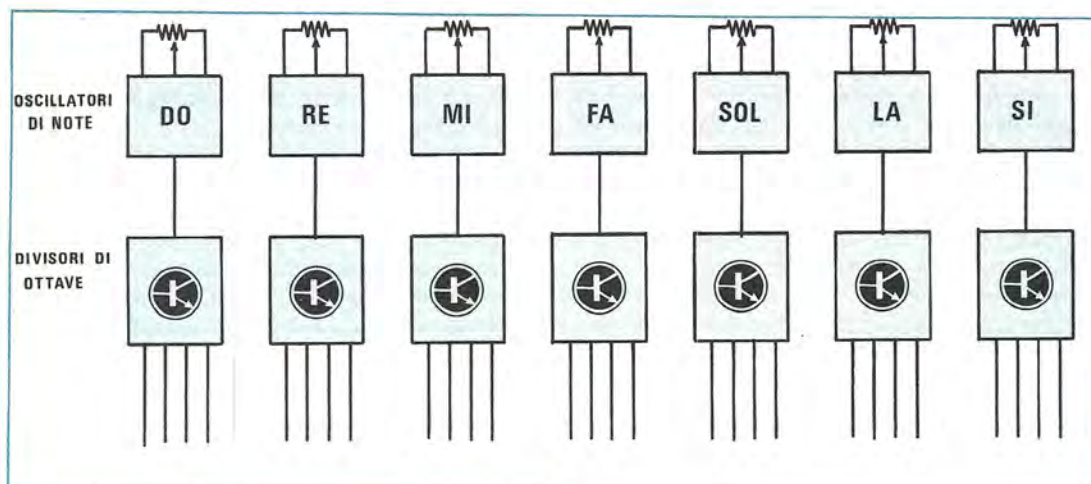 OSCILLATORI
DI NOTE
DO
RE
MI
FA
SOL
LA
SI
DIVISORI DI
OTTAVE